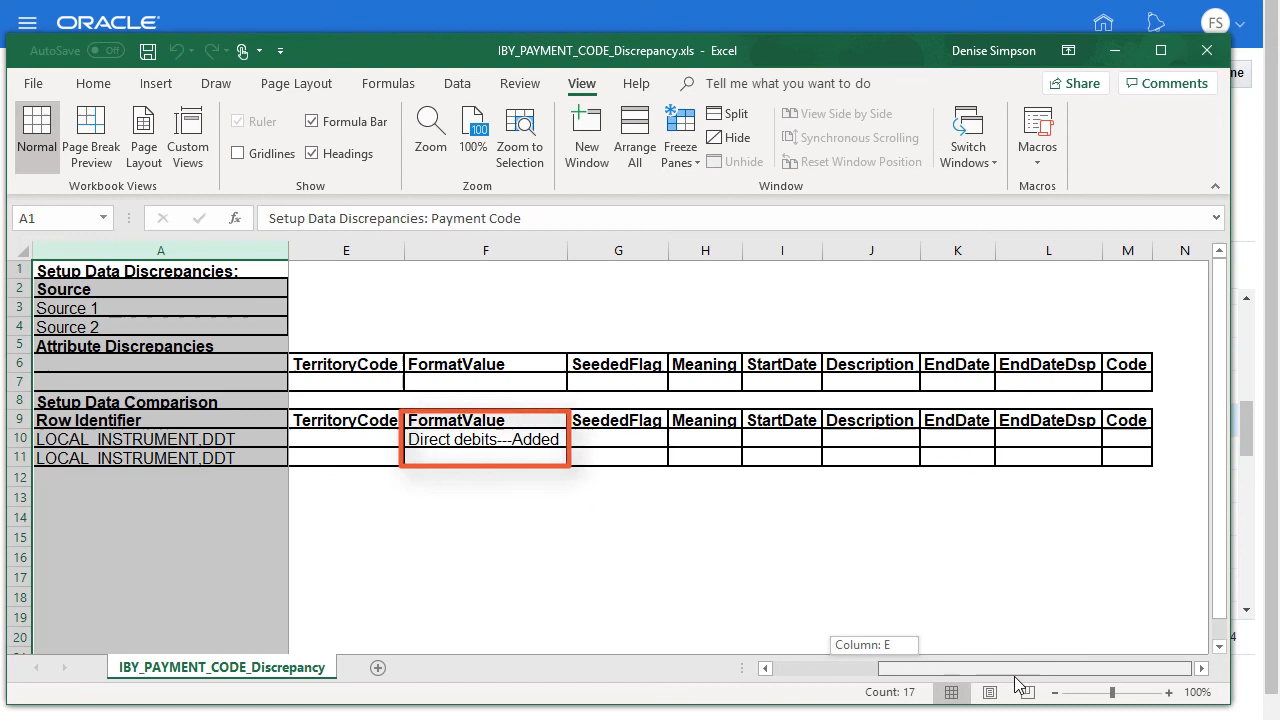 ORACLE
FS
AutoSave Off
IBY_PAYMENT_CODE_Discrepancy.xls - Excel
Denise Simpson
ne
File Home Insert Draw Page Layout Formulas Data Review View Help Tell me what you want to do Share Comments
Normal
Page Break Preview
Page Layout
Custom Views
Workbook Views
Ruler
Formula Bar
Gridlines
Headings
Show
Zoom
100
100%
Zoom to Selection
Zoom
New Window
Arrange All
Freeze Panes
Split
Hide
Unhide
View Side by Side
Synchronous Scrolling
Reset Window Position
Window
Switch Windows
Macros
Macros
A1 fx Setup Data Discrepancies: Payment Code
A E F G H I J K L M N
1 Setup Data Discrepancies:
2 Source
3 Source 1
4 Source 2
5 Attribute Discrepancies
6 TerritoryCode FormatValue SeededFlag Meaning StartDate Description EndDate EndDateDsp Code
7
8 Setup Data Comparison
9 Row Identifier TerritoryCode FormatValue SeededFlag Meaning StartDate Description EndDate EndDateDsp Code
10 LOCAL_INSTRUMENT,DDT Direct debits---Added
11 LOCAL_INSTRUMENT,DDT
12
13
14
15
16
17
18
19
20
Column: E
4
IBY_PAYMENT_CODE_Discrepancy
Count: 17
100%